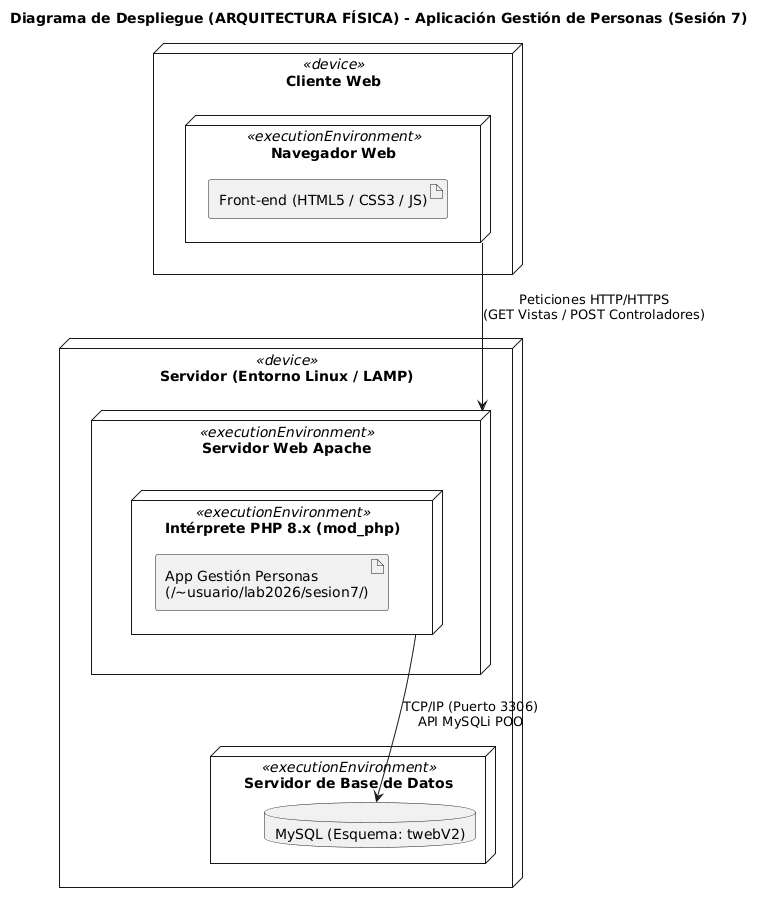 Diagrama de Despliegue (ARQUITECTURA FÍSICA) - Aplicación Gestión de Personas (Sesión 7)
«device»
Cliente Web
«executionEnvironment»
Navegador Web
Front-end (HTML5 / CSS3 / JS)
Peticiones HTTP/HTTPS
(GET Vistas / POST Controladores)
«device»
Servidor (Entorno Linux / LAMP)
«executionEnvironment»
Servidor Web Apache
«executionEnvironment»
Intérprete PHP 8.x (mod_php)
App Gestión Personas
(/~usuario/lab2026/sesion7/)
TCP/IP (Puerto 3306)
API MySQLi POO
«executionEnvironment»
Servidor de Base de Datos
MySQL (Esquema: twebV2)